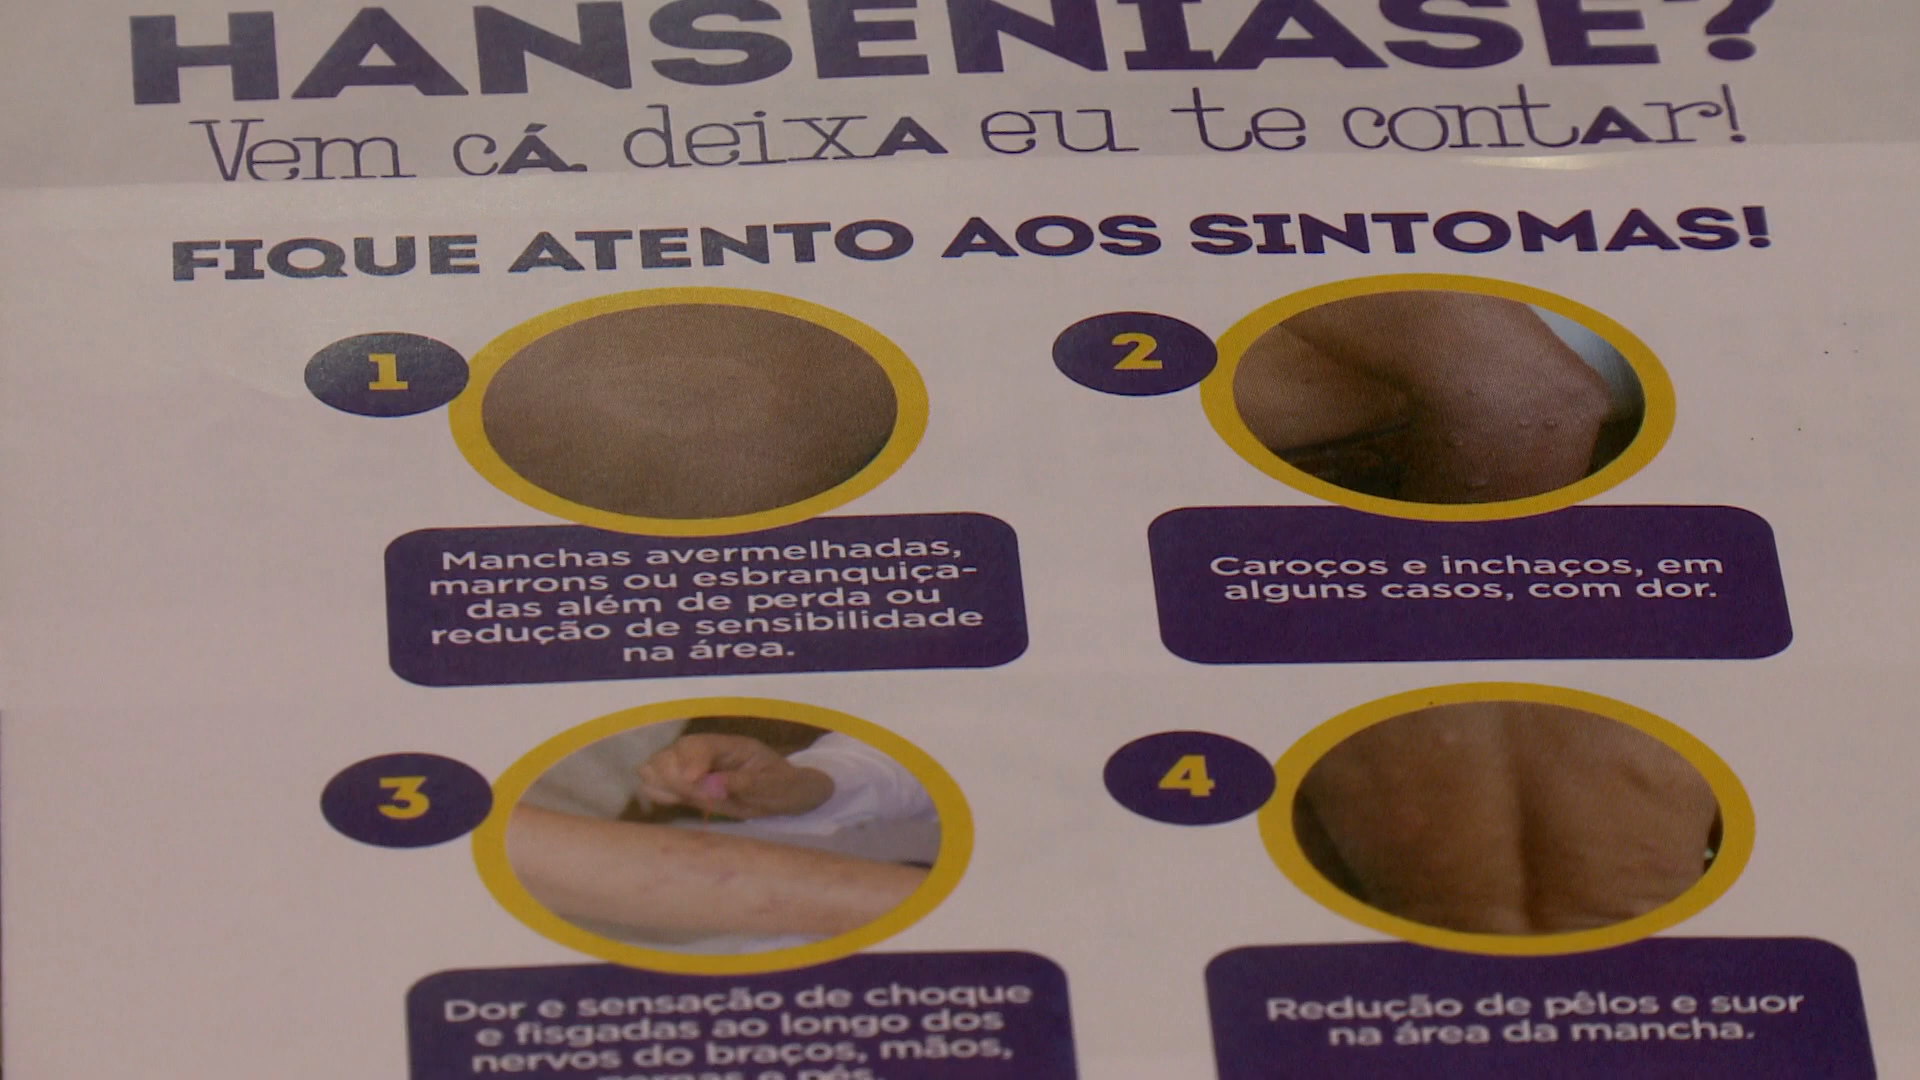 HANSENÍASE?
Vem cá, deixa eu te contar!
FIQUE ATENTO AOS SINTOMAS!
1
2
Manchas avermelhadas,
marrons ou esbranquiça-
das além de perda ou
redução de sensibilidade
na área.
Caroços e inchaços, em
alguns casos, com dor.
3
4
Dor e sensação de choque
e fisgadas ao longo dos
nervos do braços, mãos,
pernas e pés.
Redução de pêlos e suor
na área da mancha.